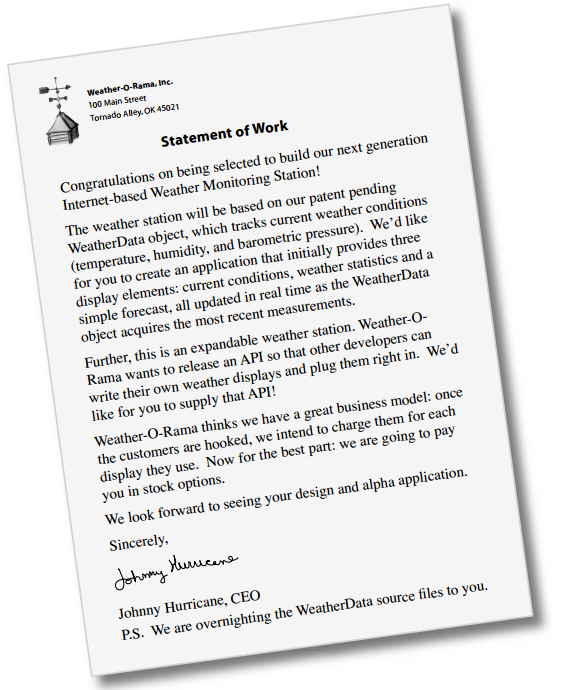 Weather-O-Rama, Inc.
100 Main Street
Tornado Alley, OK 45021
Statement of Work
Congratulations on being selected to build our next generation
Internet-based Weather Monitoring Station!
The weather station will be based on our patent pending
WeatherData object, which tracks current weather conditions
(temperature, humidity, and barometric pressure).  We’d like
for you to create an application that initially provides three
display elements: current conditions, weather statistics and a
simple forecast, all updated in real time as the WeatherData
object acquires the most recent measurements.
Further, this is an expandable weather station. Weather-O-
Rama wants to release an API so that other developers can
write their own weather displays and plug them right in.  We’d
like for you to supply that API!
Weather-O-Rama thinks we have a great business model: once
the customers are hooked, we intend to charge them for each
display they use.  Now for the best part: we are going to pay
you in stock options.
We look forward to seeing your design and alpha application.
Sincerely,
Johnny Hurricane
Johnny Hurricane, CEO
P.S.  We are overnighting the WeatherData source files to you.